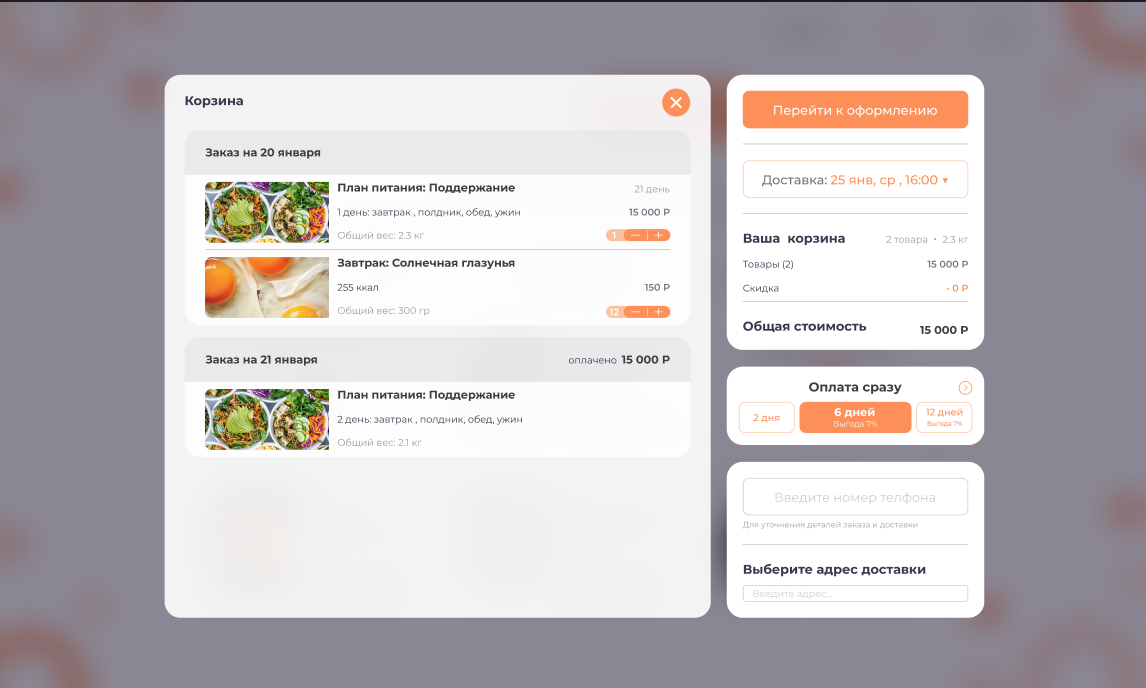 Корзина
Заказ на 20 января
План питания: Поддержание
21 день
1 день: завтрак , полдник, обед, ужин
15 000 Р
Общий вес: 2.3 кг
1 − +
Завтрак: Солнечная глазунья
255 ккал
150 Р
Общий вес: 300 гр
12 − +
Заказ на 21 января
оплачено 15 000 Р
План питания: Поддержание
2 день: завтрак , полдник, обед, ужин
Общий вес: 2.1 кг
Перейти к оформлению
Доставка: 25 янв, ср , 16:00 ▾
Ваша корзина
2 товара • 2.3 кг
Товары (2)
15 000 Р
Скидка
- 0 Р
Общая стоимость
15 000 Р
Оплата сразу
2 дня
6 дней
Выгода 7%
12 дней
Выгода 7%
Введите номер телфона
Для уточнения деталей заказа и доставки
Выберите адрес доставки
Введите адрес...